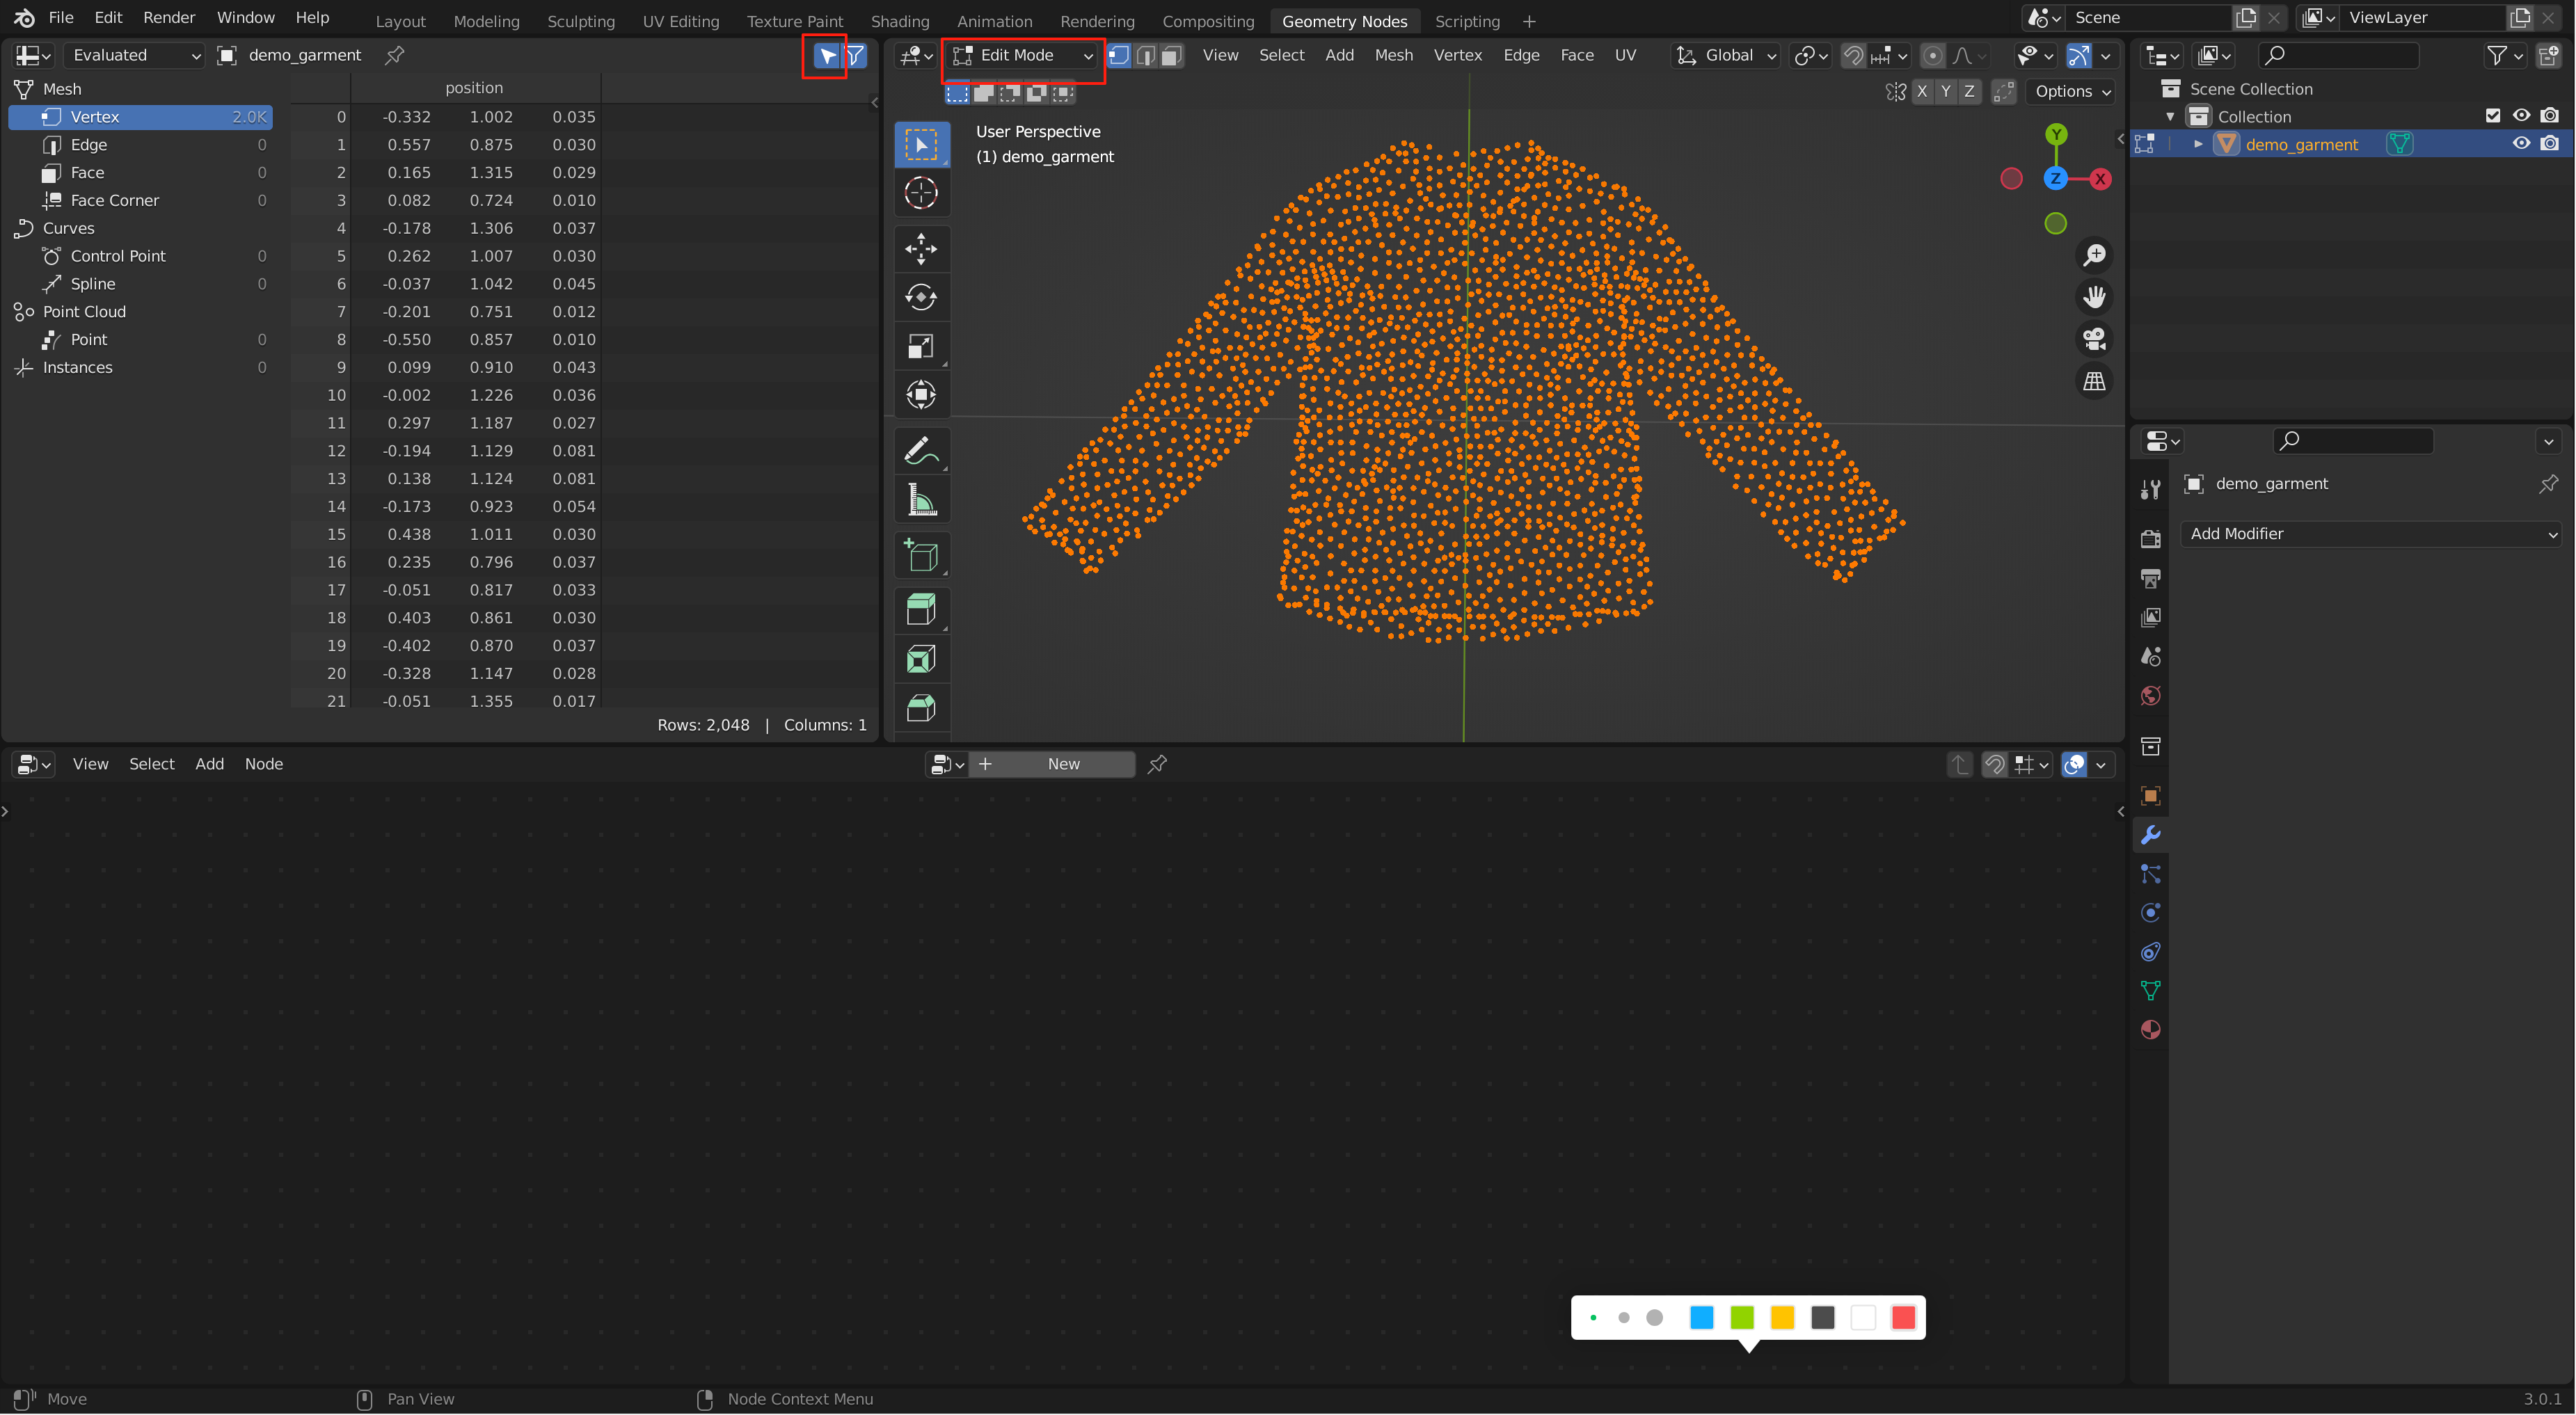 File Edit Render Window Help Layout Modeling Sculpting UV Editing Texture Paint Shading Animation Rendering Compositing Geometry Nodes Scripting + Scene ViewLayer
Evaluated demo_garment
Edit Mode View Select Add Mesh Vertex Edge Face UV Global
X Y Z Options
Mesh
Vertex 2.0K
Edge 0
Face 0
Face Corner 0
Curves
Control Point 0
Spline 0
Point Cloud
Point 0
Instances 0
position
0 -0.332 1.002 0.035
1 0.557 0.875 0.030
2 0.165 1.315 0.029
3 0.082 0.724 0.010
4 -0.178 1.306 0.037
5 0.262 1.007 0.030
6 -0.037 1.042 0.045
7 -0.201 0.751 0.012
8 -0.550 0.857 0.010
9 0.099 0.910 0.043
10 -0.002 1.226 0.036
11 0.297 1.187 0.027
12 -0.194 1.129 0.081
13 0.138 1.124 0.081
14 -0.173 0.923 0.054
15 0.438 1.011 0.030
16 0.235 0.796 0.037
17 -0.051 0.817 0.033
18 0.403 0.861 0.030
19 -0.402 0.870 0.037
20 -0.328 1.147 0.028
21 -0.051 1.355 0.017
Rows: 2,048 | Columns: 1
User Perspective
(1) demo_garment
Y
Z X
Scene Collection
Collection
demo_garment
demo_garment
Add Modifier
View Select Add Node
+ New
Move Pan View Node Context Menu 3.0.1